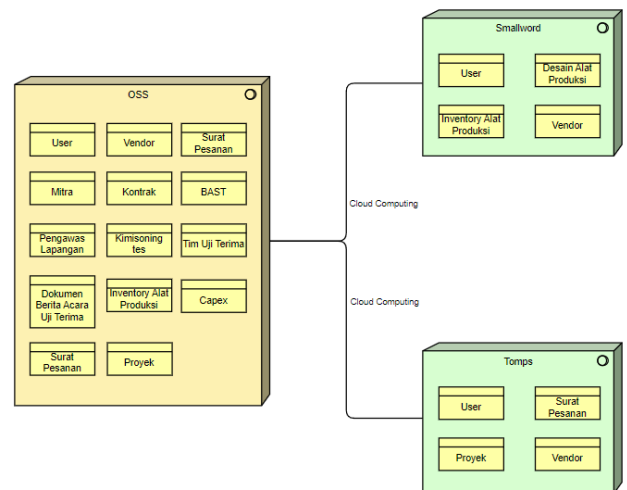 OSS
User
Vendor
Surat
Pesanan
Mitra
Kontrak
BAST
Pengawas
Lapangan
Kimisoning
tes
Tim Uji Terima
Dokumen
Berita Acara
Uji Terima
Inventory Alat
Produksi
Capex
Surat
Pesanan
Proyek
Cloud Computing
Cloud Computing
Smallword
User
Desain Alat
Produksi
Inventory Alat
Produksi
Vendor
Tomps
User
Surat
Pesanan
Proyek
Vendor